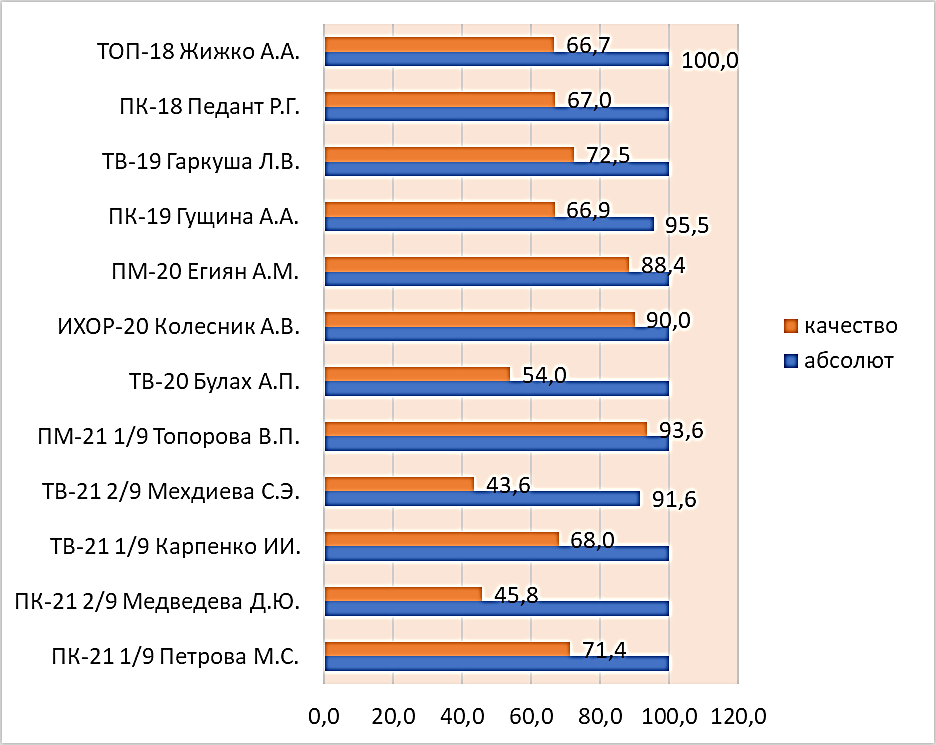 ТОП-18 Жижко А.А.
66,7
100,0
ПК-18 Педант Р.Г.
67,0
ТВ-19 Гаркуша Л.В.
72,5
ПК-19 Гущина А.А.
66,9
95,5
ПМ-20 Егиян А.М.
88,4
ИХОР-20 Колесник А.В.
90,0
ТВ-20 Булах А.П.
54,0
ПМ-21 1/9 Топорова В.П.
93,6
ТВ-21 2/9 Мехдиева С.Э.
43,6
91,6
ТВ-21 1/9 Карпенко ИИ.
68,0
ПК-21 2/9 Медведева Д.Ю.
45,8
ПК-21 1/9 Петрова М.С.
71,4
0,0 20,0 40,0 60,0 80,0 100,0 120,0
качество
абсолют